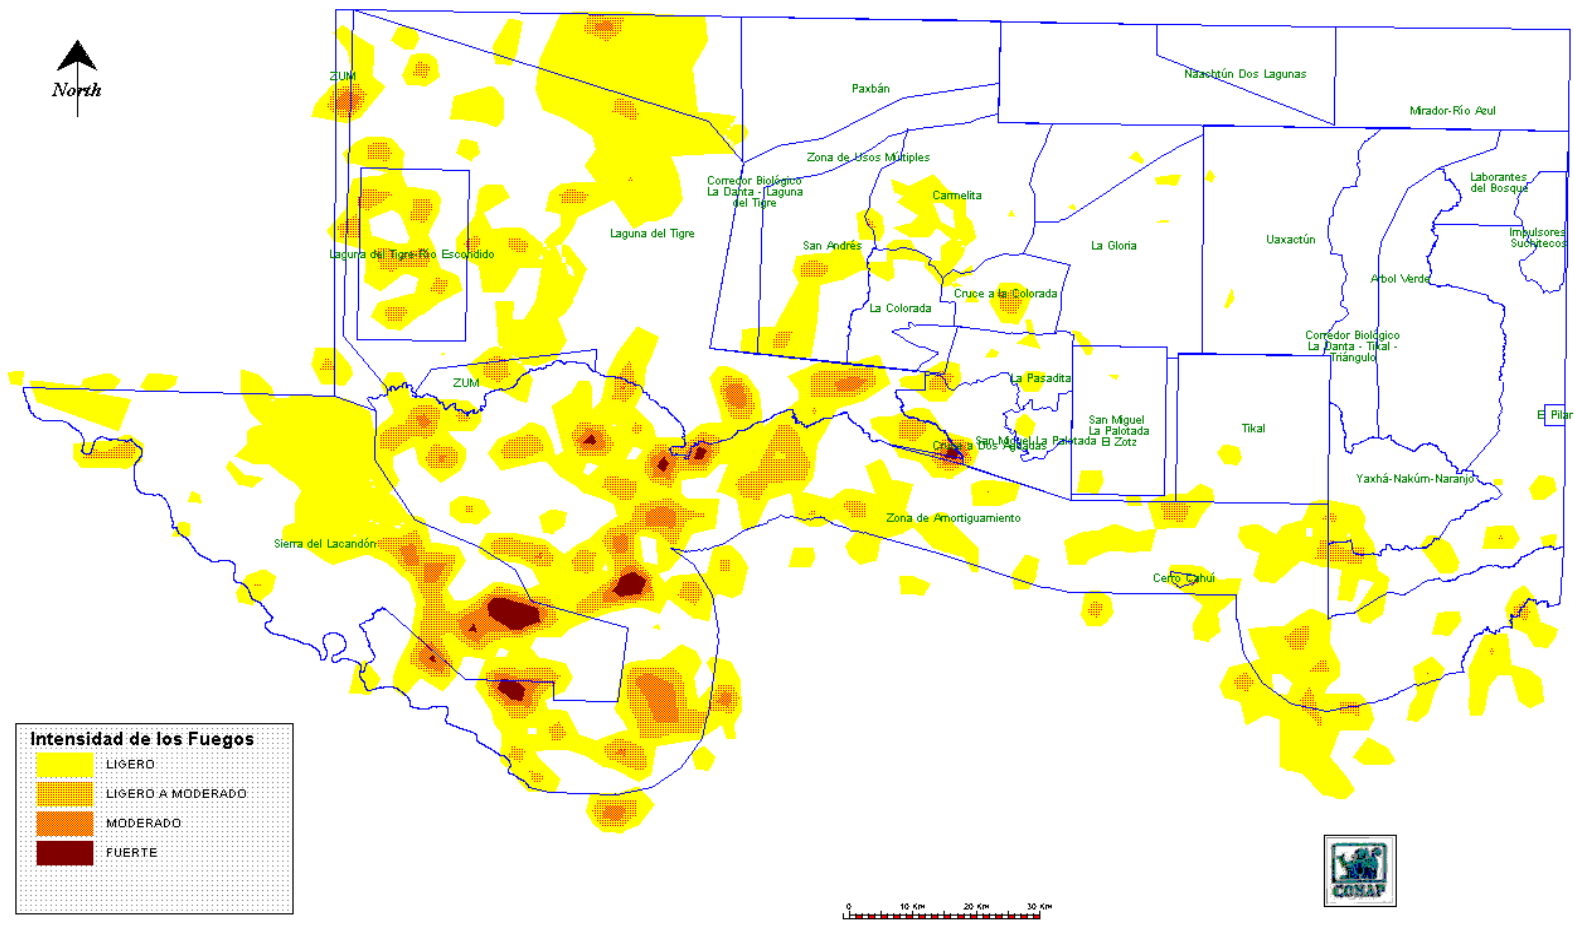 North
ZUM
Paxbán
Naachtún Dos Lagunas
Mirador-Río Azul
Zona de Usos Múltiples
Corredor Biológico
La Danta - Laguna
del Tigre
Carmelita
Laborantes
del Bosque
Laguna del Tigre
San Andrés
La Gloria
Uaxactún
Impulsores
Suchitecos
Laguna del Tigre-Río Escondido
Arbol Verde
Cruce a la Colorada
La Colorada
Corredor Biológico
La Danta - Tikal -
Triángulo
ZUM
La Pasadita
San Miguel
La Palotada
El Zotz
El Pilar
Tikal
San Miguel La Palotada
Cruce a Dos Aguadas
Yaxhá-Nakúm-Naranjo
Zona de Amortiguamiento
Sierra del Lacandón
Cerro Cahuí
Intensidad de los Fuegos
LIGERO
LIGERO A MODERADO
MODERADO
FUERTE
CONAP
0 10 Km 20 Km 30 Km